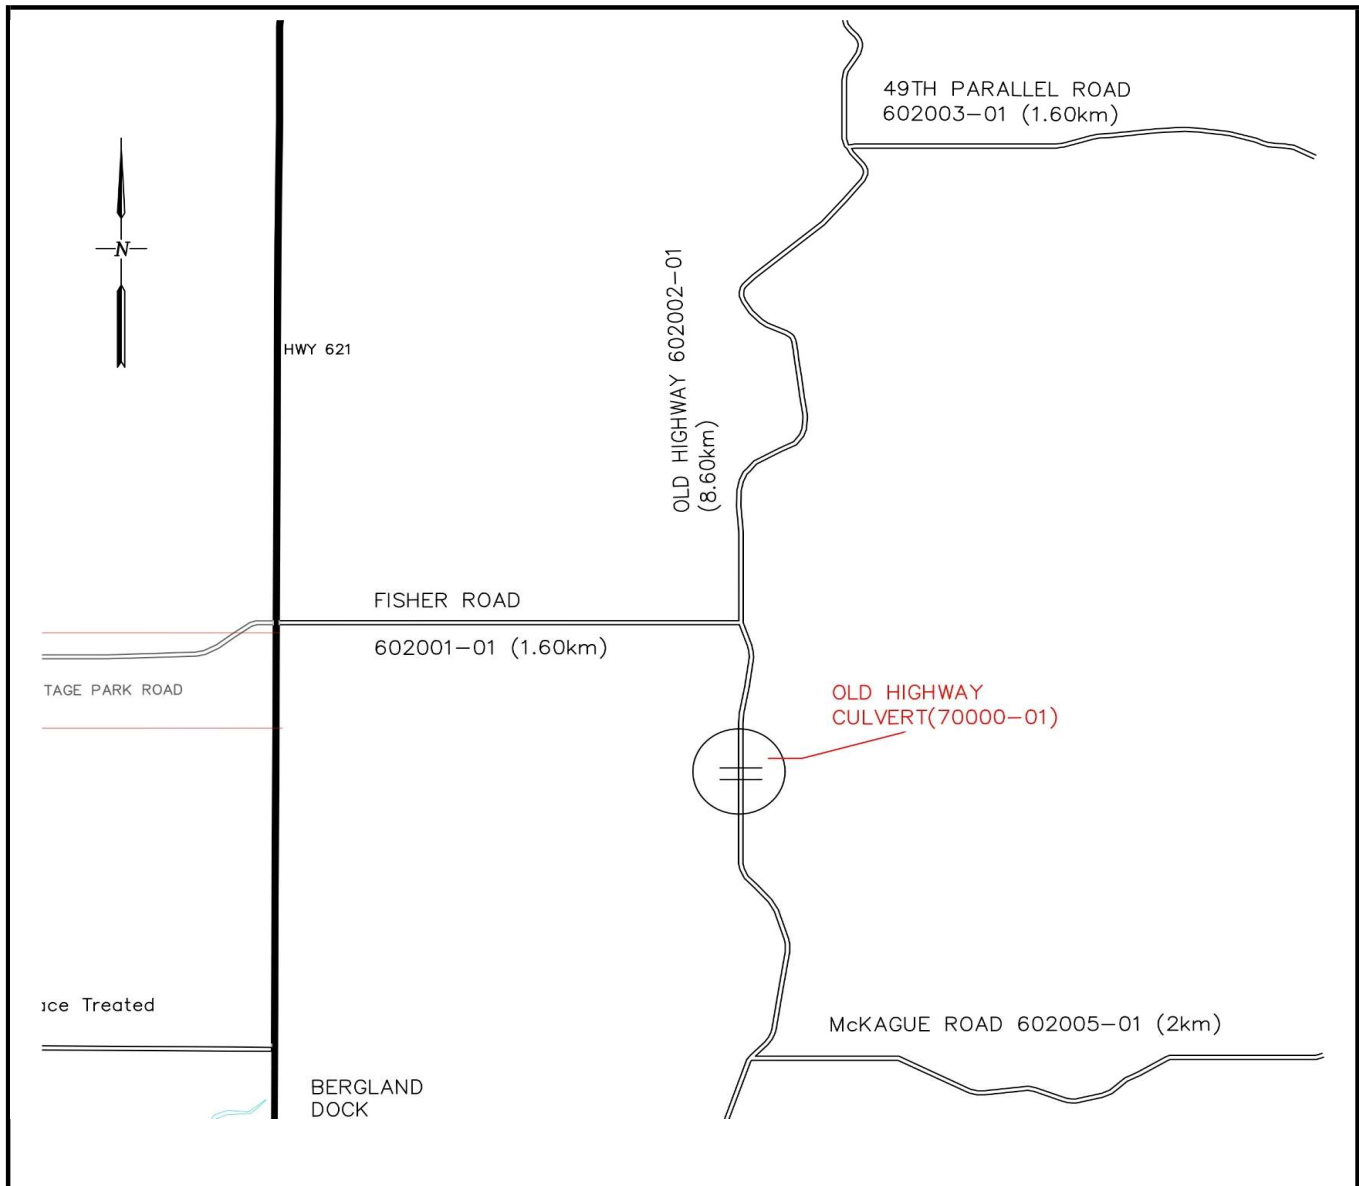 49TH PARALLEL ROAD
602003-01 (1.60km)
N
OLD HIGHWAY 602002-01
(8.60km)
HWY 621
FISHER ROAD
602001-01 (1.60km)
TAGE PARK ROAD
OLD HIGHWAY
CULVERT(70000-01)
Treated
McKAGUE ROAD 602005-01 (2km)
BERGLAND
DOCK